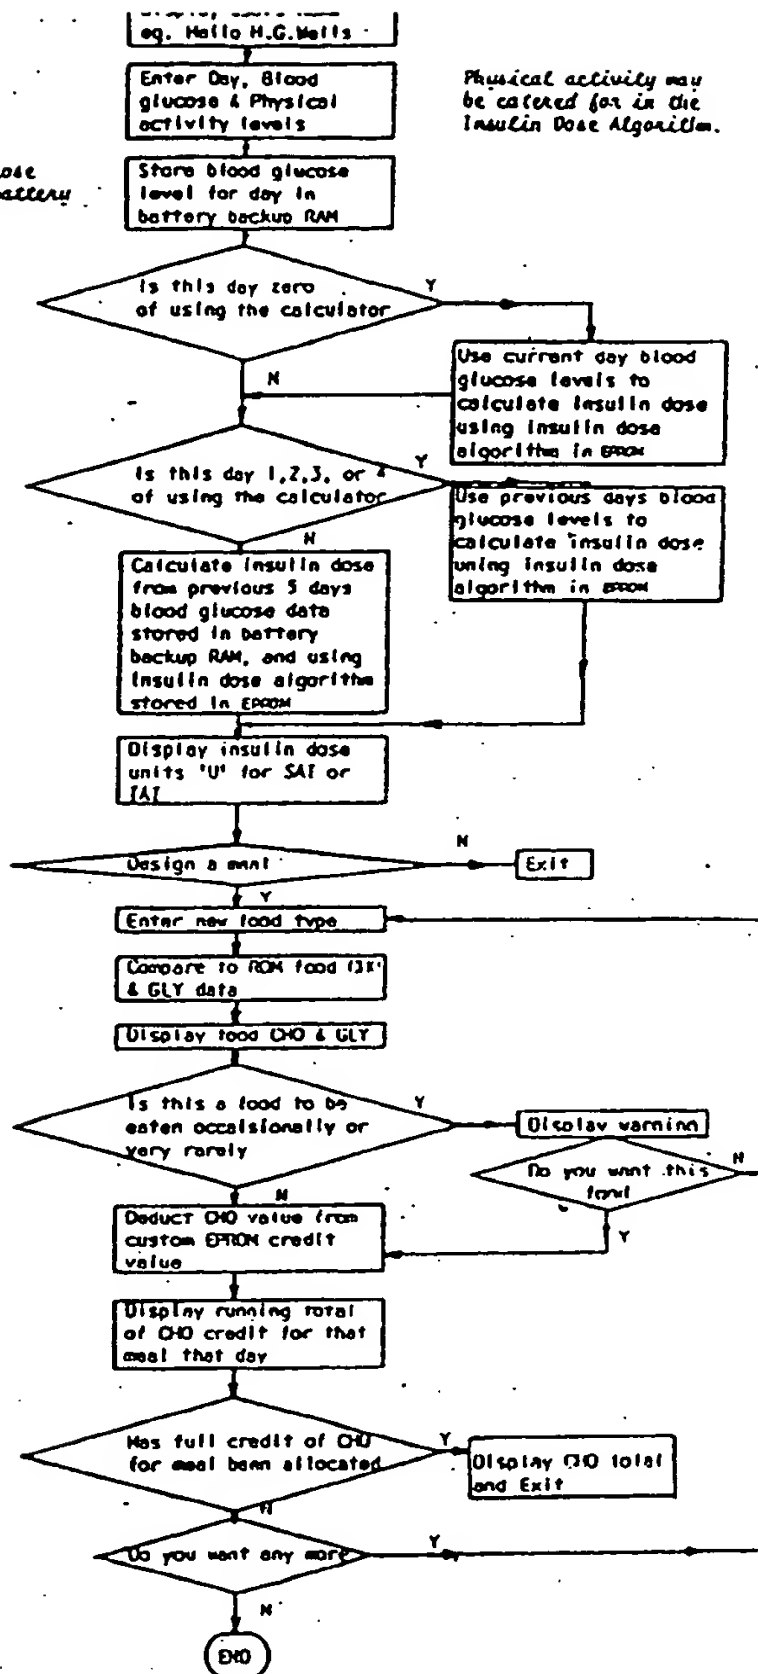 eg. Hallo H.G.Wells
Enter Day, Blood
glucose & Physical
activity levels
Physical activity may
be catered for in the
Insulin Dose Algorithm.
ose
battery
Store blood glucose
level for day in
battery backup RAM
Is this day zero
of using the calculator
Y
N
Use current day blood
glucose levels to
calculate insulin dose
using insulin dose
algorithm in EPROM
Is this day 1,2,3, or 4
of using the calculator
Y
N
Use previous days blood
glucose levels to
calculate insulin dose
using insulin dose
algorithm in EPROM
Calculate insulin dose
from previous 5 days
blood glucose data
stored in battery
backup RAM, and using
insulin dose algorithm
stored in EPROM
Display insulin dose
units 'U' for SAI or
IAI
Design a meal
N
Exit
Y
Enter new food type
Compare to ROM food
& GLY data
Display food CHO & GLY
Is this a food to be
eaten occaisionally or
very rarely
Y
N
Display warning
Do you want this
food
N
Y
Deduct CHO value from
custom EPROM credit
value
Display running total
of CHO credit for that
meal that day
Has full credit of CHO
for meal been allocated
Y
Display CHO total
and Exit
N
Do you want any more
Y
N
END